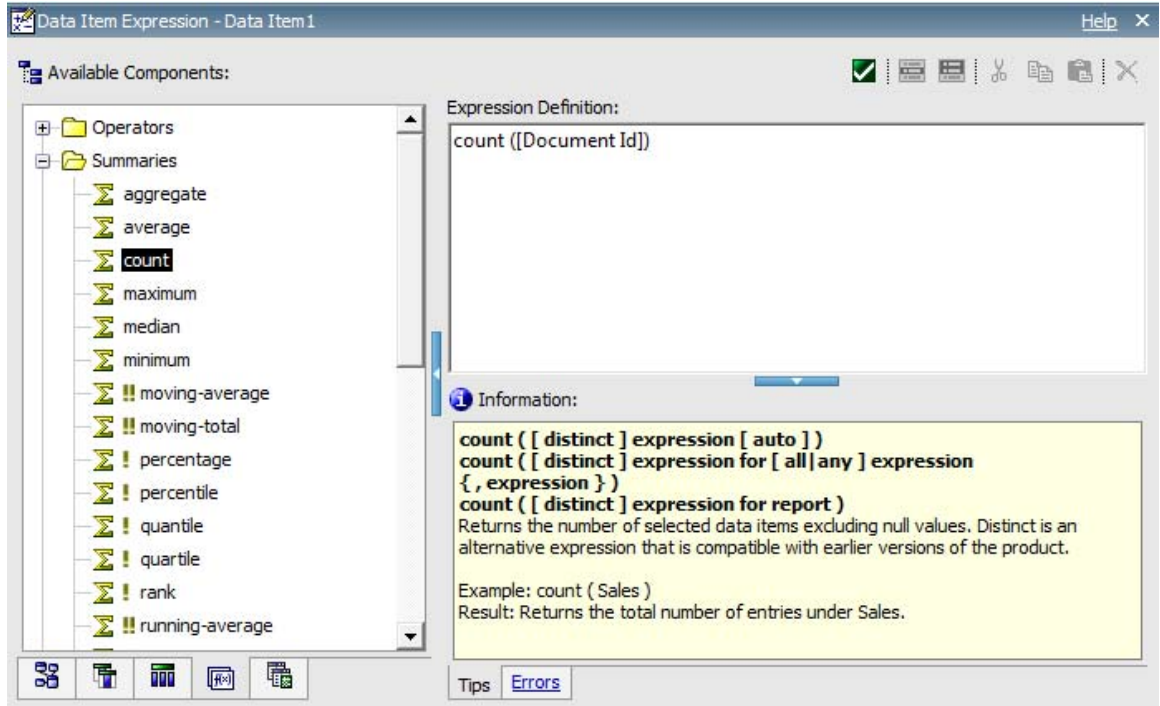 Data Item Expression - Data Item1
Help
Available Components:
Operators
Summaries
aggregate
average
count
maximum
median
minimum
!! moving-average
!! moving-total
! percentage
! percentile
! quantile
! quartile
! rank
!! running-average
f(x)
Expression Definition:
count ([Document Id])
Information:
count ( [ distinct ] expression [ auto ] )
count ( [ distinct ] expression for [ all|any ] expression
{ , expression } )
count ( [ distinct ] expression for report )
Returns the number of selected data items excluding null values. Distinct is an
alternative expression that is compatible with earlier versions of the product.
Example: count ( Sales )
Result: Returns the total number of entries under Sales.
Tips
Errors